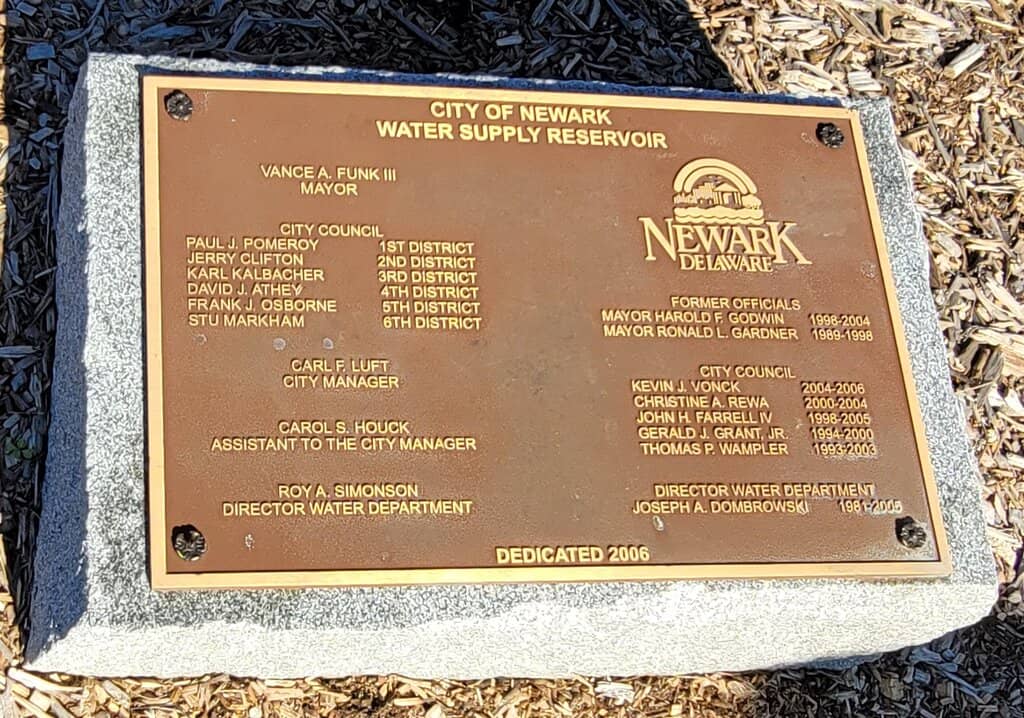 CITY OF NEWARK
WATER SUPPLY RESERVOIR
VANCE A. FUNK III
MAYOR
CITY COUNCIL
PAUL J. POMEROY 1ST DISTRICT
JERRY CLIFTON 2ND DISTRICT
KARL KALBACHER 3RD DISTRICT
DAVID J. ATHEY 4TH DISTRICT
FRANK J. OSBORNE 5TH DISTRICT
STU MARKHAM 6TH DISTRICT
CARL F. LUFT
CITY MANAGER
CAROL S. HOUCK
ASSISTANT TO THE CITY MANAGER
ROY A. SIMONSON
DIRECTOR WATER DEPARTMENT
NEWARK
DELAWARE
FORMER OFFICIALS
MAYOR HAROLD F. GODWIN 1998-2004
MAYOR RONALD L. GARDNER 1989-1998
CITY COUNCIL
KEVIN J. VONCK 2004-2006
CHRISTINE A. REWA 2000-2004
JOHN H. FARRELL IV 1998-2005
GERALD J. GRANT, JR. 1994-2000
THOMAS P. WAMPLER 1993-2003
DIRECTOR WATER DEPARTMENT
JOSEPH A. DOMBROWSKI 1981-2005
DEDICATED 2006